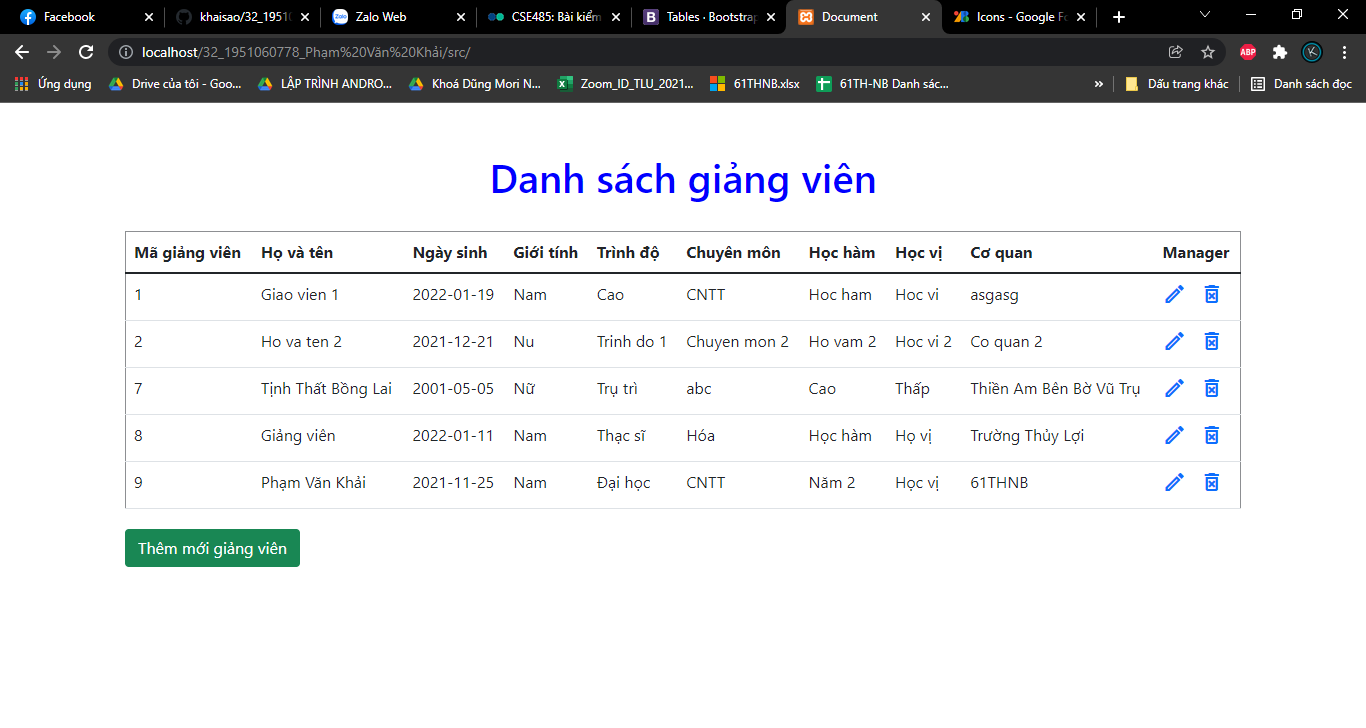 Facebook khaisao/32_1951 Zalo Web CSE485: Bài kiểm Tables · Bootstrap Document Icons - Google Fo
localhost/32_1951060778_Phạm%20Văn%20Khải/src/ ABP K
Ứng dụng Drive của tôi - Goo... LẬP TRÌNH ANDRO... Khoá Dũng Mori N... Zoom_ID_TLU_2021... 61THNB.xlsx 61TH-NB Danh sác... » Dấu trang khác Danh sách đọc
Danh sách giảng viên
Mã giảng viên Họ và tên Ngày sinh Giới tính Trình độ Chuyên môn Học hàm Học vị Cơ quan Manager
1 Giao vien 1 2022-01-19 Nam Cao CNTT Hoc ham Hoc vi asgasg
2 Ho va ten 2 2021-12-21 Nu Trinh do 1 Chuyen mon 2 Ho vam 2 Hoc vi 2 Co quan 2
7 Tịnh Thất Bồng Lai 2001-05-05 Nữ Trụ trì abc Cao Thấp Thiền Am Bên Bờ Vũ Trụ
8 Giảng viên 2022-01-11 Nam Thạc sĩ Hóa Học hàm Họ vị Trường Thủy Lợi
9 Phạm Văn Khải 2021-11-25 Nam Đại học CNTT Năm 2 Học vị 61THNB
Thêm mới giảng viên